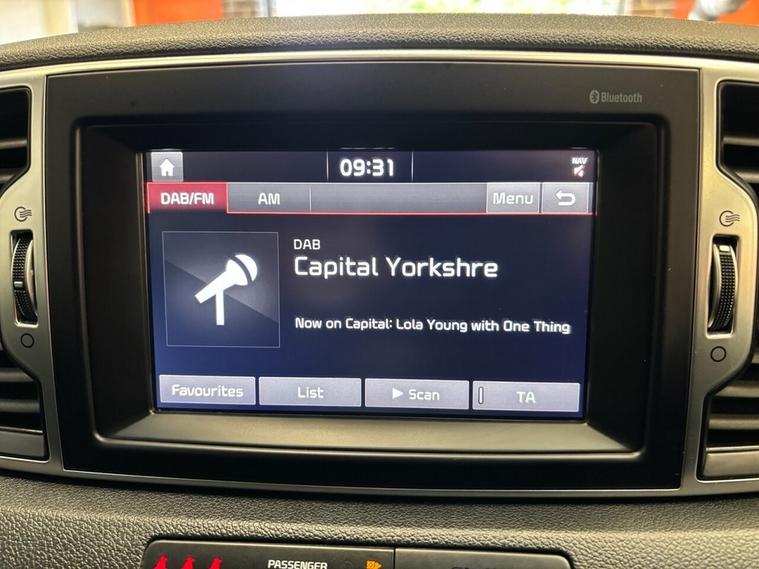 Bluetooth
09:31
NAV
DAB/FM
AM
Menu
DAB
Capital Yorkshre
Now on Capital: Lola Young with One Thing
Favourites
List
Scan
TA
PASSENGER